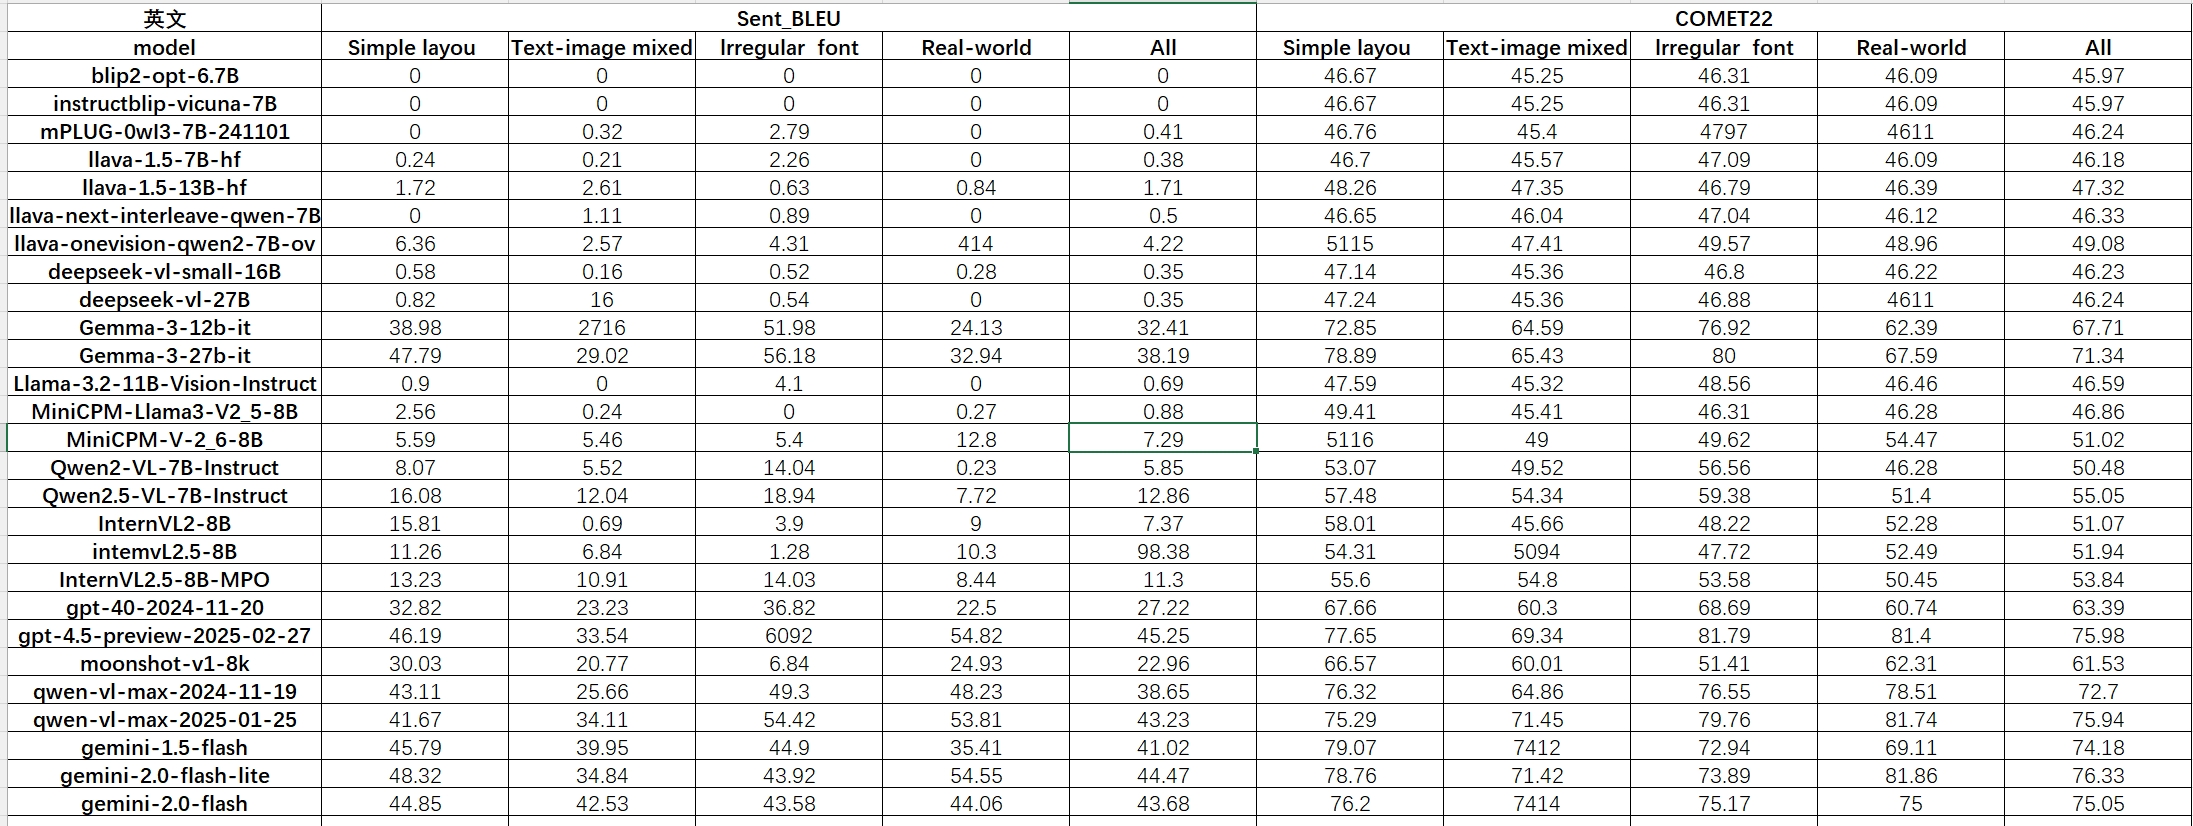 英文 Sent_BLEU COMET22
model Simple layou Text-image mixed Irregular font Real-world All Simple layou Text-image mixed Irregular font Real-world All
blip2-opt-6.7B 0 0 0 0 0 46.67 45.25 46.31 46.09 45.97
instructblip-vicuna-7B 0 0 0 0 0 46.67 45.25 46.31 46.09 45.97
mPLUG-0wI3-7B-241101 0 0.32 2.79 0 0.41 46.76 45.4 4797 4611 46.24
llava-1.5-7B-hf 0.24 0.21 2.26 0 0.38 46.7 45.57 47.09 46.09 46.18
llava-1.5-13B-hf 1.72 2.61 0.63 0.84 1.71 48.26 47.35 46.79 46.39 47.32
llava-next-interleave-qwen-7B 0 1.11 0.89 0 0.5 46.65 46.04 47.04 46.12 46.33
llava-onevision-qwen2-7B-ov 6.36 2.57 4.31 414 4.22 5115 47.41 49.57 48.96 49.08
deepseek-vl-small-16B 0.58 0.16 0.52 0.28 0.35 47.14 45.36 46.8 46.22 46.23
deepseek-vl-27B 0.82 16 0.54 0 0.35 47.24 45.36 46.88 4611 46.24
Gemma-3-12b-it 38.98 2716 51.98 24.13 32.41 72.85 64.59 76.92 62.39 67.71
Gemma-3-27b-it 47.79 29.02 56.18 32.94 38.19 78.89 65.43 80 67.59 71.34
Llama-3.2-11B-Vision-Instruct 0.9 0 4.1 0 0.69 47.59 45.32 48.56 46.46 46.59
MiniCPM-Llama3-V2_5-8B 2.56 0.24 0 0.27 0.88 49.41 45.41 46.31 46.28 46.86
MiniCPM-V-2_6-8B 5.59 5.46 5.4 12.8 7.29 5116 49 49.62 54.47 51.02
Qwen2-VL-7B-Instruct 8.07 5.52 14.04 0.23 5.85 53.07 49.52 56.56 46.28 50.48
Qwen2.5-VL-7B-Instruct 16.08 12.04 18.94 7.72 12.86 57.48 54.34 59.38 51.4 55.05
InternVL2-8B 15.81 0.69 3.9 9 7.37 58.01 45.66 48.22 52.28 51.07
intemvL2.5-8B 11.26 6.84 1.28 10.3 98.38 54.31 5094 47.72 52.49 51.94
InternVL2.5-8B-MPO 13.23 10.91 14.03 8.44 11.3 55.6 54.8 53.58 50.45 53.84
gpt-40-2024-11-20 32.82 23.23 36.82 22.5 27.22 67.66 60.3 68.69 60.74 63.39
gpt-4.5-preview-2025-02-27 46.19 33.54 6092 54.82 45.25 77.65 69.34 81.79 81.4 75.98
moonshot-v1-8k 30.03 20.77 6.84 24.93 22.96 66.57 60.01 51.41 62.31 61.53
qwen-vl-max-2024-11-19 43.11 25.66 49.3 48.23 38.65 76.32 64.86 76.55 78.51 72.7
qwen-vl-max-2025-01-25 41.67 34.11 54.42 53.81 43.23 75.29 71.45 79.76 81.74 75.94
gemini-1.5-flash 45.79 39.95 44.9 35.41 41.02 79.07 7412 72.94 69.11 74.18
gemini-2.0-flash-lite 48.32 34.84 43.92 54.55 44.47 78.76 71.42 73.89 81.86 76.33
gemini-2.0-flash 44.85 42.53 43.58 44.06 43.68 76.2 7414 75.17 75 75.05